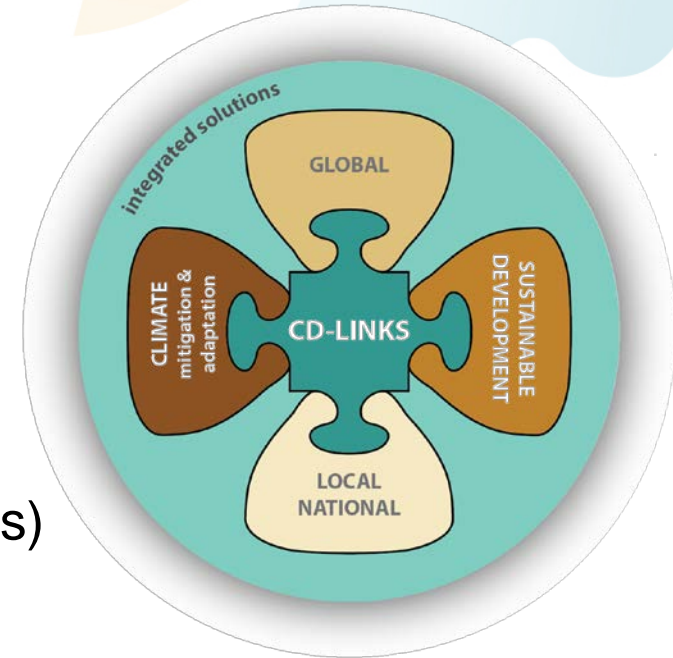 integrated solutions
GLOBAL
CLIMATE
mitigation &
adaptation
CD-LINKS
SUSTAINABLE
DEVELOPMENT
LOCAL
NATIONAL
s)